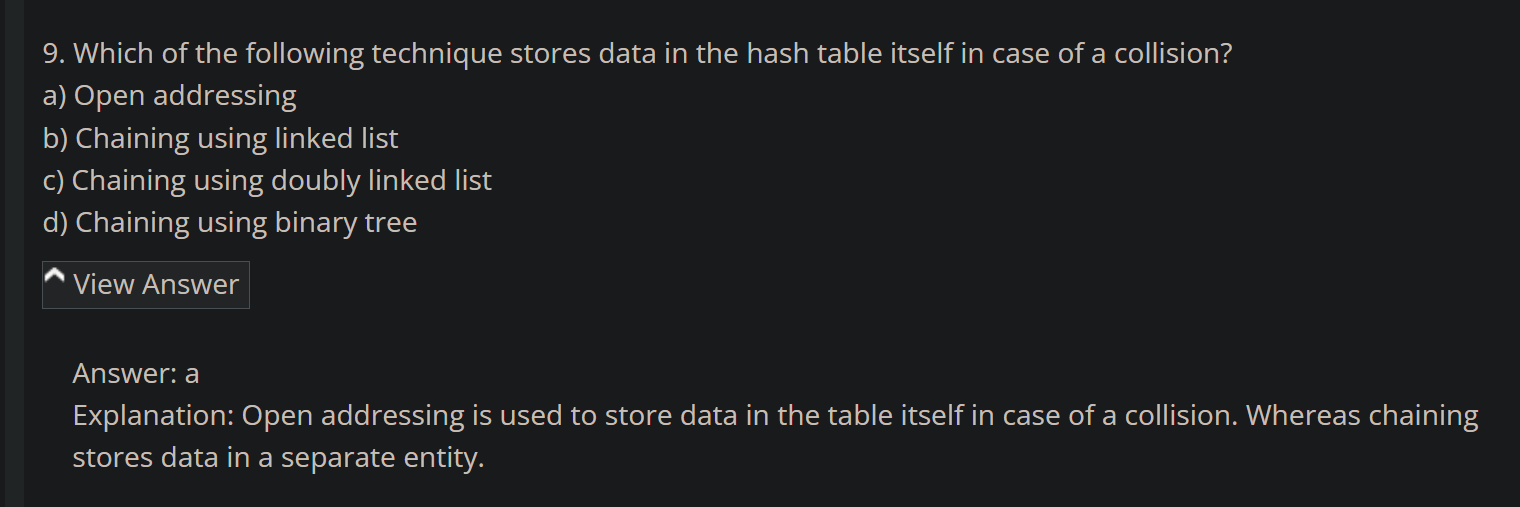 9. Which of the following technique stores data in the hash table itself in case of a collision?
a) Open addressing
b) Chaining using linked list
c) Chaining using doubly linked list
d) Chaining using binary tree
View Answer
Answer: a
Explanation: Open addressing is used to store data in the table itself in case of a collision. Whereas chaining
stores data in a separate entity.